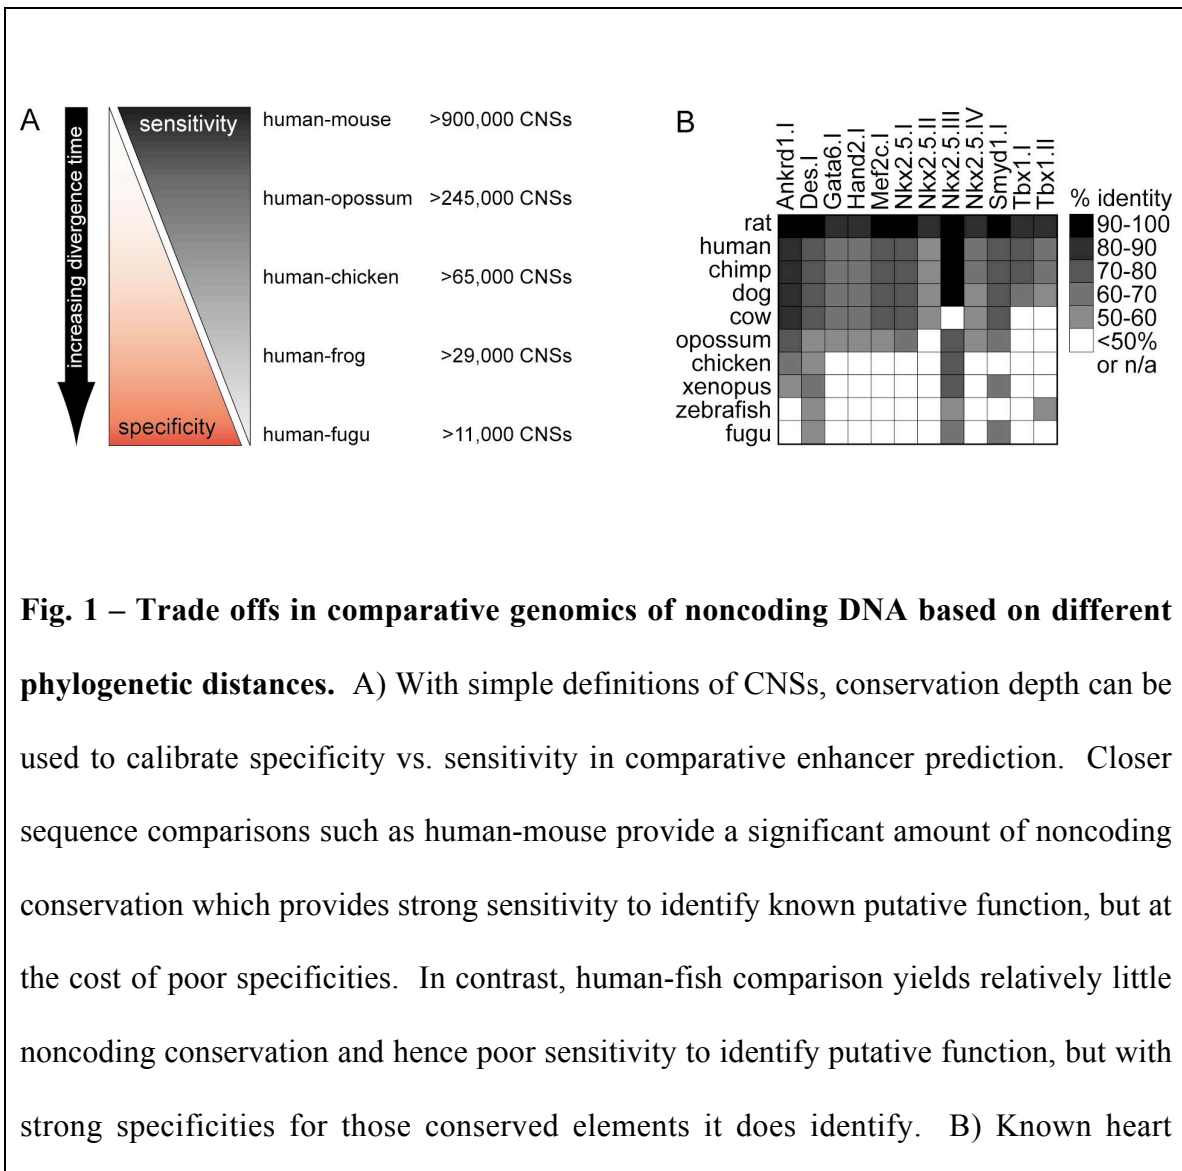 A
increasing divergence time
sensitivity
specificity
human-mouse >900,000 CNSs
human-opossum >245,000 CNSs
human-chicken >65,000 CNSs
human-frog >29,000 CNSs
human-fugu >11,000 CNSs
B
Ankrd1.I
Des.I
Gata6.I
Hand2.I
Mef2c.I
Nkx2.5.I
Nkx2.5.II
Nkx2.5.III
Nkx2.5.IV
Smyd1.I
Tbx1.I
Tbx1.II
rat
human
chimp
dog
cow
opossum
chicken
xenopus
zebrafish
fugu
% identity
90-100
80-90
70-80
60-70
50-60
<50%
or n/a
Fig. 1 – Trade offs in comparative genomics of noncoding DNA based on different
phylogenetic distances. A) With simple definitions of CNSs, conservation depth can be
used to calibrate specificity vs. sensitivity in comparative enhancer prediction. Closer
sequence comparisons such as human-mouse provide a significant amount of noncoding
conservation which provides strong sensitivity to identify known putative function, but at
the cost of poor specificities. In contrast, human-fish comparison yields relatively little
noncoding conservation and hence poor sensitivity to identify putative function, but with
strong specificities for those conserved elements it does identify. B) Known heart